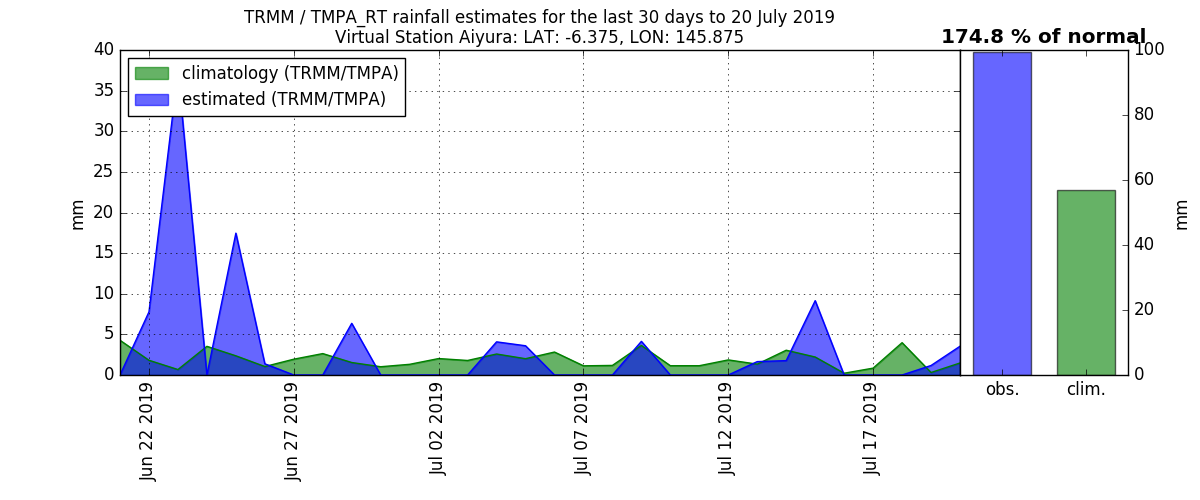 TRMM / TMPA_RT rainfall estimates for the last 30 days to 20 July 2019
Virtual Station Aiyura: LAT: -6.375, LON: 145.875
174.8 % of normal
climatology (TRMM/TMPA)
estimated (TRMM/TMPA)
mm
40
35
30
25
20
15
10
5
0
Jun 22 2019
Jun 27 2019
Jul 02 2019
Jul 07 2019
Jul 12 2019
Jul 17 2019
obs.
clim.
100
80
60
40
20
0
mm